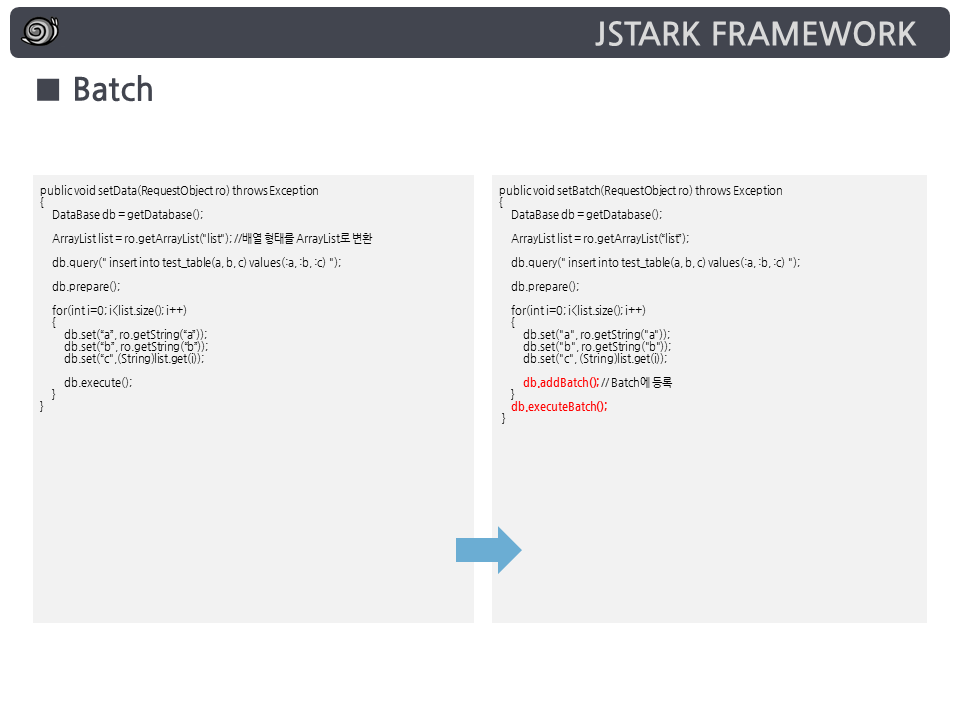 JSTARK FRAMEWORK
■ Batch
public void setData(RequestObject ro) throws Exception
{
DataBase db = getDatabase();
ArrayList list = ro.getArrayList("list"); //배열 형태를 ArrayList로 변환
db.query(" insert into test_table(a, b, c) values(:a, :b, :c) ");
db.prepare();
for(int i=0; i<list.size(); i++)
{
db.set(“a”, ro.getString(“a”));
db.set(“b”, ro.getString(“b”));
db.set(“c",(String)list.get(i));
db.execute();
}
}
public void setBatch(RequestObject ro) throws Exception
{
DataBase db = getDatabase();
ArrayList list = ro.getArrayList(“list”);
db.query(" insert into test_table(a, b, c) values(:a, :b, :c) ");
db.prepare();
for(int i=0; i<list.size(); i++)
{
db.set("a", ro.getString("a"));
db.set("b", ro.getString("b"));
db.set("c", (String)list.get(i));
db.addBatch(); // Batch에 등록
}
db.executeBatch();
}